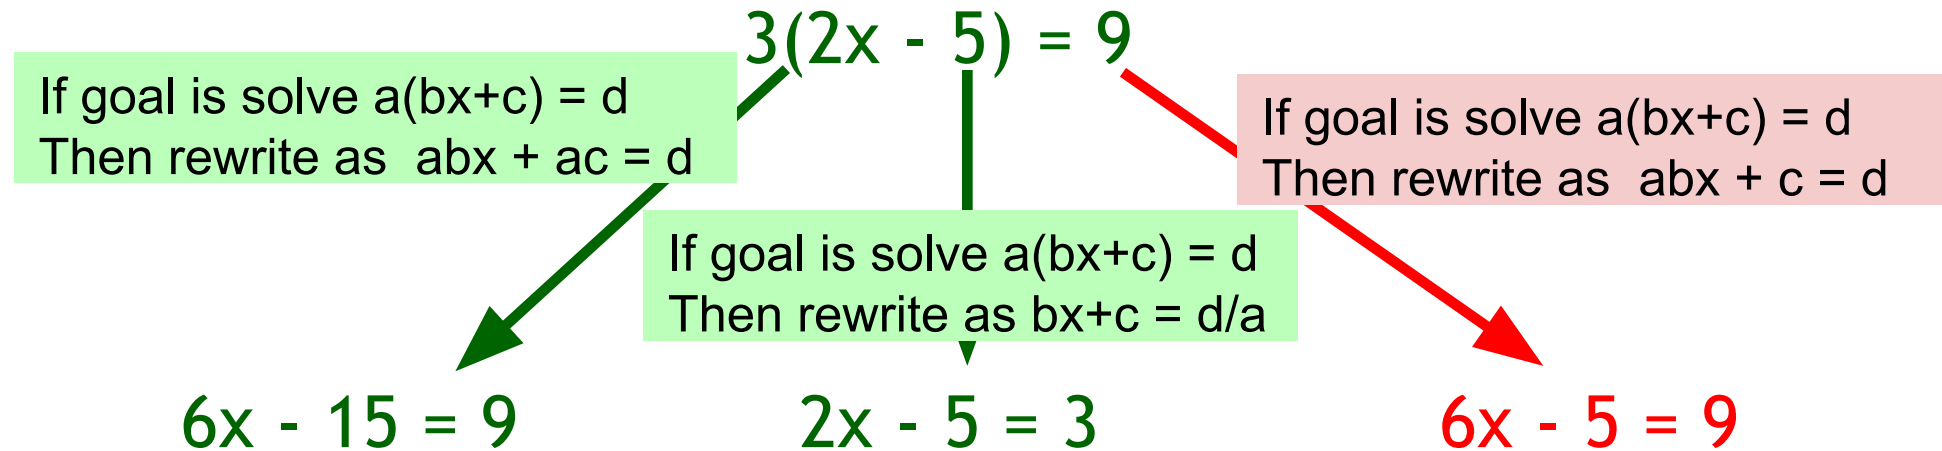 3(2x - 5) = 9
If goal is solve a(bx+c) = d
Then rewrite as abx + ac = d
If goal is solve a(bx+c) = d
Then rewrite as bx+c = d/a
If goal is solve a(bx+c) = d
Then rewrite as abx + c = d
6x - 15 = 9
2x - 5 = 3
6x - 5 = 9